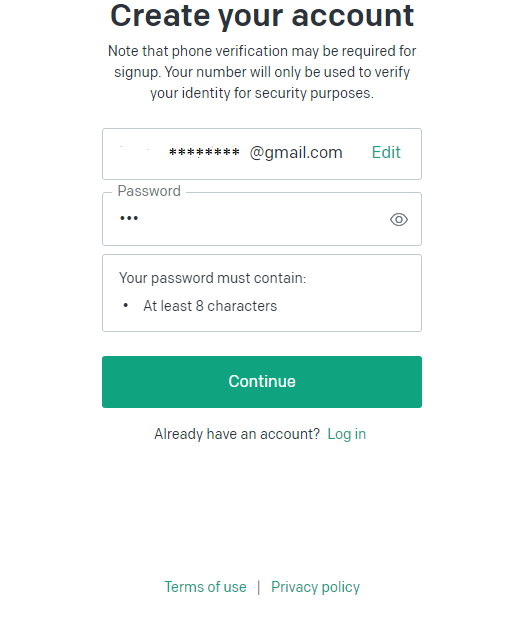 Create your account
Note that phone verification may be required for
signup. Your number will only be used to verify
your identity for security purposes.
******** @gmail.com Edit
Password
•••
Your password must contain:
• At least 8 characters
Continue
Already have an account? Log in
Terms of use | Privacy policy